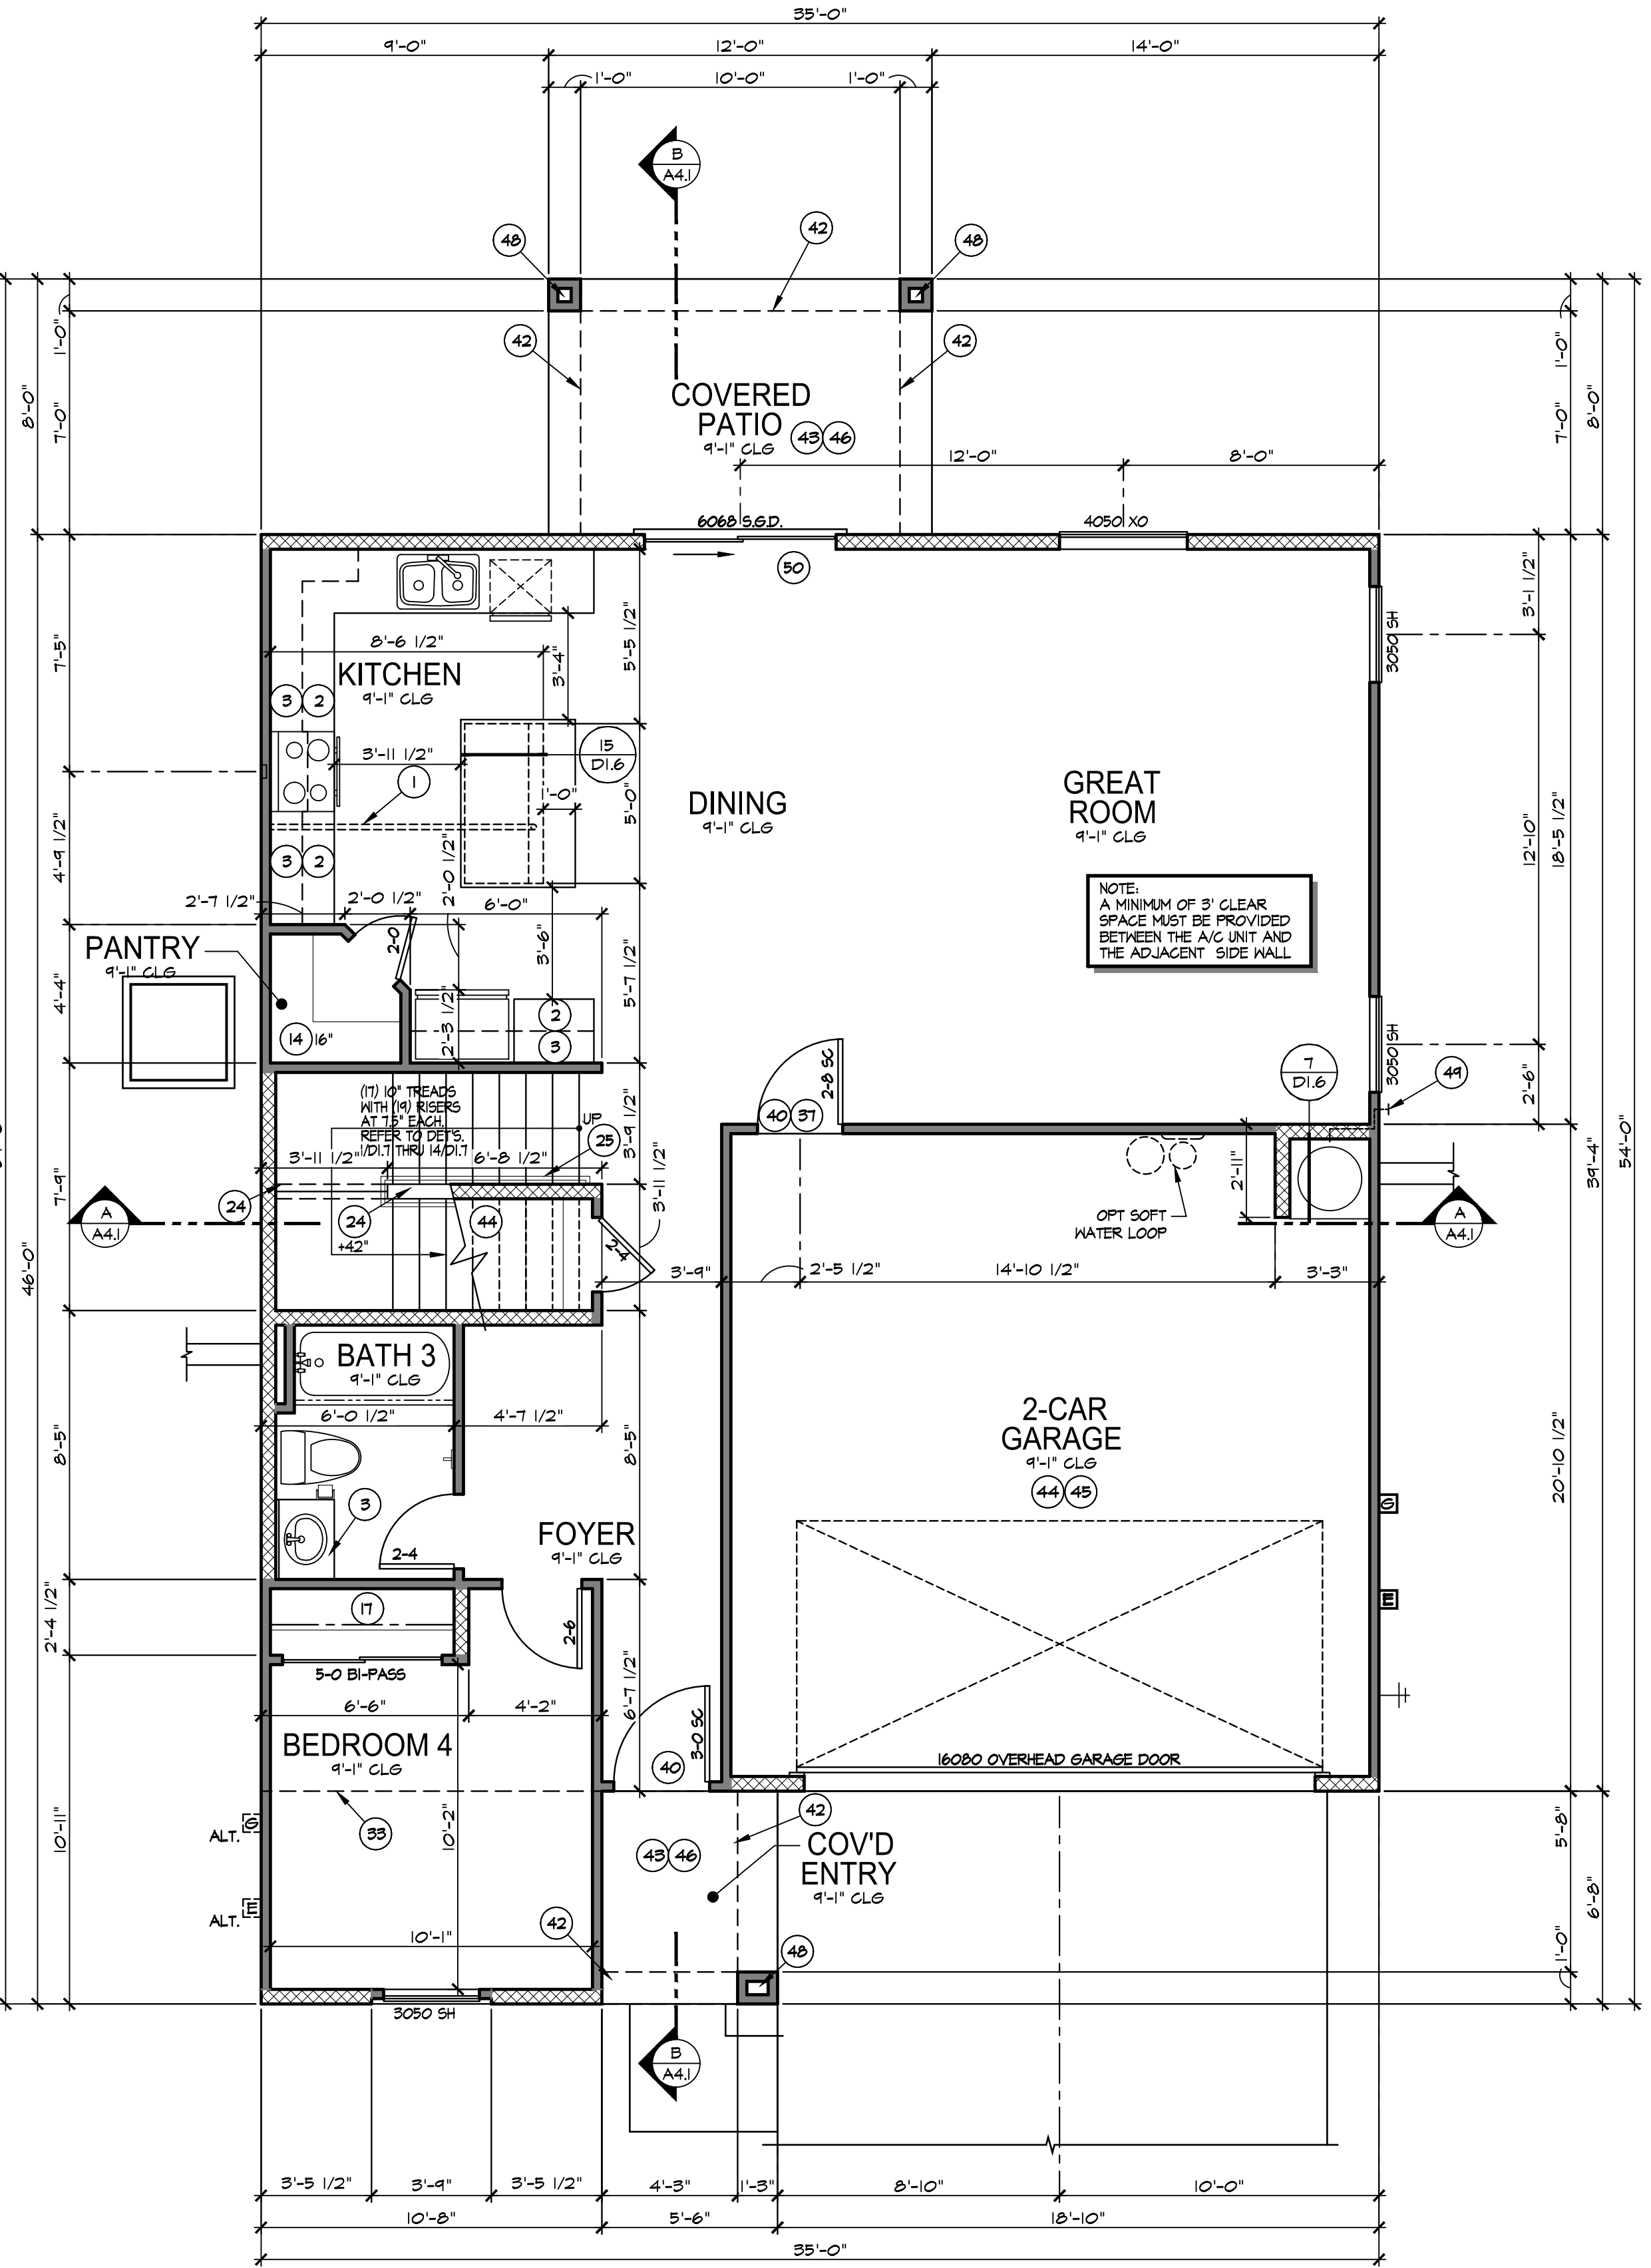 35'-0"
9'-0"
12'-0"
14'-0"
1'-0"
10'-0"
1'-0"
B
A4.1
48
42
48
42
42
1'-0"
8'-0"
7'-0"
1'-0"
7'-0"
8'-0"
COVERED
PATIO
9'-1" CLG
43 46
12'-0"
8'-0"
6068 S.G.D.
4050 XO
50
3'-1 1/2"
3050 SH
7'-5"
5'-5 1/2"
8'-6 1/2"
3'-4"
KITCHEN
9'-1" CLG
3 2
15
D1.6
3'-11 1/2"
1
'-0"
5'-0"
DINING
9'-1" CLG
GREAT
ROOM
9'-1" CLG
12'-10"
18'-5 1/2"
4'-9 1/2"
3 2
2'-0 1/2"
2'-7 1/2"
2'-0 1/2"
6'-0"
NOTE:
A MINIMUM OF 3' CLEAR
SPACE MUST BE PROVIDED
BETWEEN THE A/C UNIT AND
THE ADJACENT SIDE WALL
PANTRY
9'-1" CLG
2-0
3'-6"
5'-7 1/2"
4'-4"
14 16"
2'-3 1/2"
2
3
2-8 SC
7
D1.6
3050 SH
49
2'-6"
(17) 10" TREADS
WITH (19) RISERS
AT 7.5" EACH.
REFER TO DET'S.
1/D1.7 THRU 14/D1.7
UP
25
40 37
3'-9 1/2"
3'-11 1/2"
6'-8 1/2"
3'-11 1/2"
7'-9"
2'-11"
39'-4"
54'-0"
24
24
44
+42"
A
A4.1
2-4
OPT SOFT
WATER LOOP
A
A4.1
46'-0"
3'-9"
2'-5 1/2"
14'-10 1/2"
3'-3"
BATH 3
9'-1" CLG
6'-0 1/2"
4'-7 1/2"
8'-5"
8'-5"
2-CAR
GARAGE
9'-1" CLG
44 45
20'-10 1/2"
G
3
FOYER
9'-1" CLG
2-4
E
17
2'-4 1/2"
2-6
5-0 BI-PASS
6'-6"
4'-2"
6'-7 1/2"
3-0 SC
BEDROOM 4
9'-1" CLG
40
16080 OVERHEAD GARAGE DOOR
10'-11"
33
10'-2"
ALT. G
42
43 46
COV'D
ENTRY
9'-1" CLG
5'-8"
6'-8"
ALT. E
42
10'-1"
48
1'-0"
3050 SH
B
A4.1
3'-5 1/2"
3'-9"
3'-5 1/2"
4'-3"
1'-3"
8'-10"
10'-0"
10'-8"
5'-6"
18'-10"
35'-0"